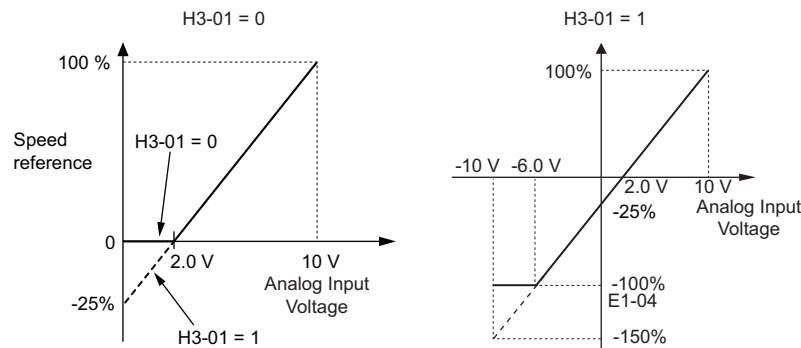 H3-01 = 0
100 %
Speed
reference
H3-01 = 0
0
2.0 V
10 V
Analog Input
Voltage
-25%
H3-01 = 1
H3-01 = 1
100%
-10 V
-6.0 V
2.0 V
10 V
Analog Input
Voltage
-25%
-100%
E1-04
-150%